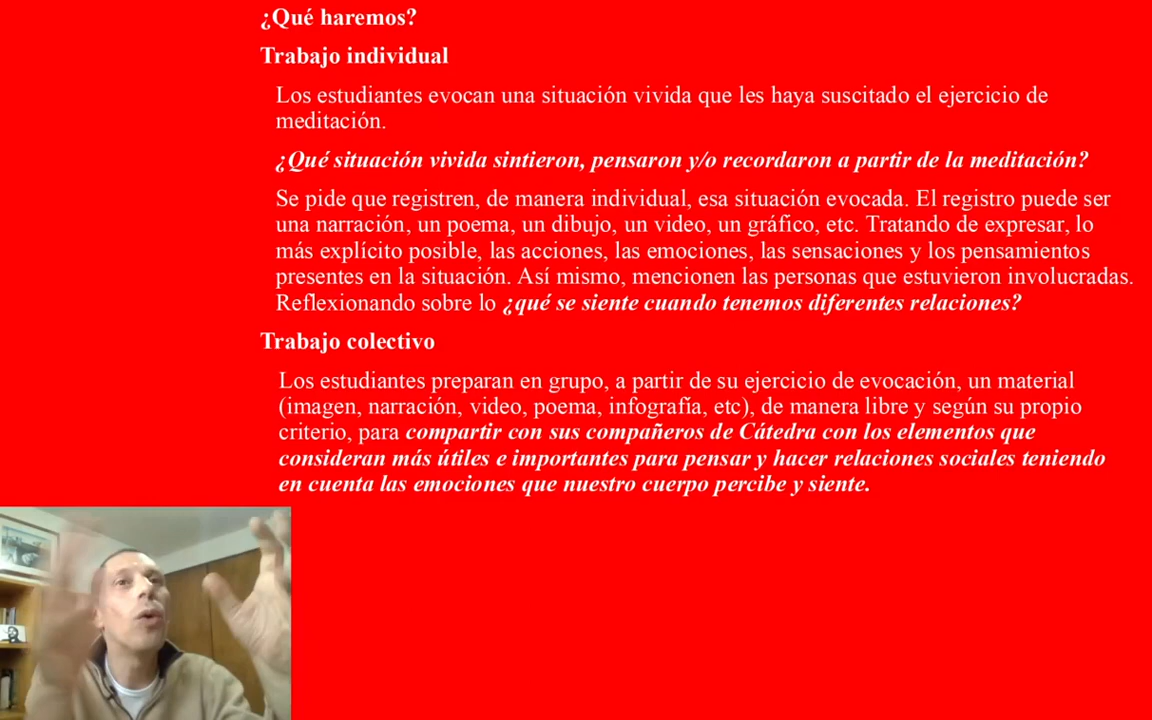 ¿Qué haremos?
Trabajo individual
Los estudiantes evocan una situación vivida que les haya suscitado el ejercicio de
meditación.
¿Qué situación vivida sintieron, pensaron y/o recordaron a partir de la meditación?
Se pide que registren, de manera individual, esa situación evocada. El registro puede ser
una narración, un poema, un dibujo, un video, un gráfico, etc. Tratando de expresar, lo
más explícito posible, las acciones, las emociones, las sensaciones y los pensamientos
presentes en la situación. Así mismo, mencionen las personas que estuvieron involucradas.
Reflexionando sobre lo ¿qué se siente cuando tenemos diferentes relaciones?
Trabajo colectivo
Los estudiantes preparan en grupo, a partir de su ejercicio de evocación, un material
(imagen, narración, video, poema, infografía, etc), de manera libre y según su propio
criterio, para compartir con sus compañeros de Cátedra con los elementos que
consideran más útiles e importantes para pensar y hacer relaciones sociales teniendo
en cuenta las emociones que nuestro cuerpo percibe y siente.